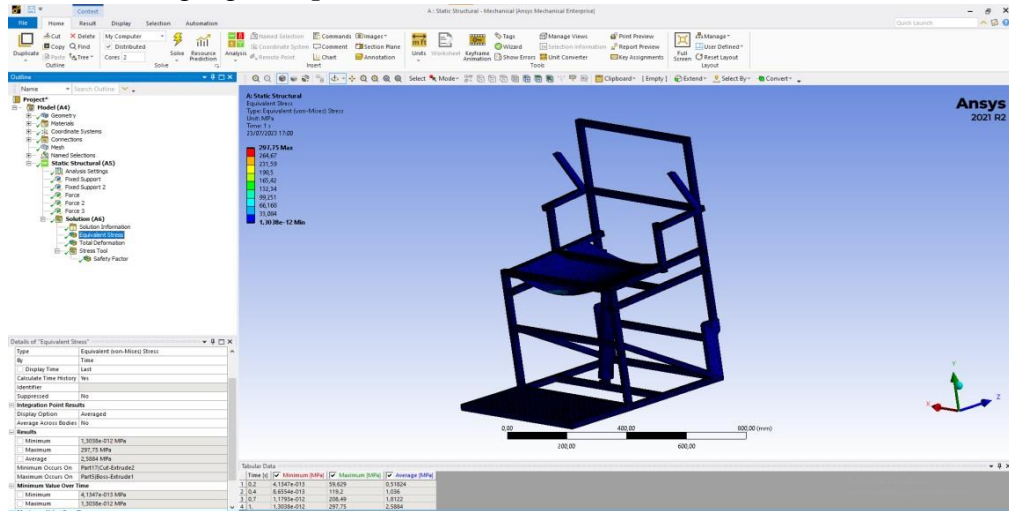 Context
A : Static Structural - Mechanical [Ansys Mechanical Enterprise]
File Home Result Display Selection Automation
Quick Launch
Duplicate
Cut
Copy
Paste
Delete
Find
Tree
Outline
My Computer
Distributed
Cores 2
Solve
Resource Prediction
Solve
Analysis
Named Selection
Coordinate System
Remote Point
Commands
Comment
Chart
Images
Section Plane
Annotation
Insert
Units
Worksheet
Keyframe Animation
Tags
Wizard
Show Errors
Manage Views
Selection Information
Unit Converter
Print Preview
Report Preview
Key Assignments
Tools
Full Screen
Manage
User Defined
Reset Layout
Layout
Outline
Name Search Outline
Project*
Model (A4)
Geometry
Materials
Coordinate Systems
Connections
Mesh
Named Selections
Static Structural (A5)
Analysis Settings
Fixed Support
Fixed Support 2
Force
Force 2
Force 3
Solution (A6)
Solution Information
Equivalent Stress
Total Deformation
Stress Tool
Safety Factor
Select Mode
Clipboard [ Empty ] Extend Select By Convert
A: Static Structural
Equivalent Stress
Type: Equivalent (von-Mises) Stress
Unit: MPa
Time: 1 s
23/07/2023 17:00
297,75 Max
264,67
231,59
198,5
165,42
132,34
99,251
66,166
33,084
1,3038e-12 Min
Ansys
2021 R2
Y
X
Z
0,00 400,00 800,00 (mm)
200,00 600,00
Details of "Equivalent Stress"
Type Equivalent (von-Mises) Stress
By Time
Display Time Last
Calculate Time History Yes
Identifier
Suppressed No
Integration Point Results
Display Option Averaged
Average Across Bodies No
Results
Minimum 1,3038e-012 MPa
Maximum 297,75 MPa
Average 2,5884 MPa
Minimum Occurs On Part17|Cut-Extrude2
Maximum Occurs On Part5|Boss-Extrude1
Minimum Value Over Time
Minimum 4,1347e-013 MPa
Maximum 1,3038e-012 MPa
Tabular Data
Time [s] Minimum [MPa] Maximum [MPa] Average [MPa]
1 0,2 4,1347e-013 59,629 0,51824
2 0,4 8,6554e-013 119,2 1,036
3 0,7 1,1795e-012 208,49 1,8122
4 1, 1,3038e-012 297,75 2,5884